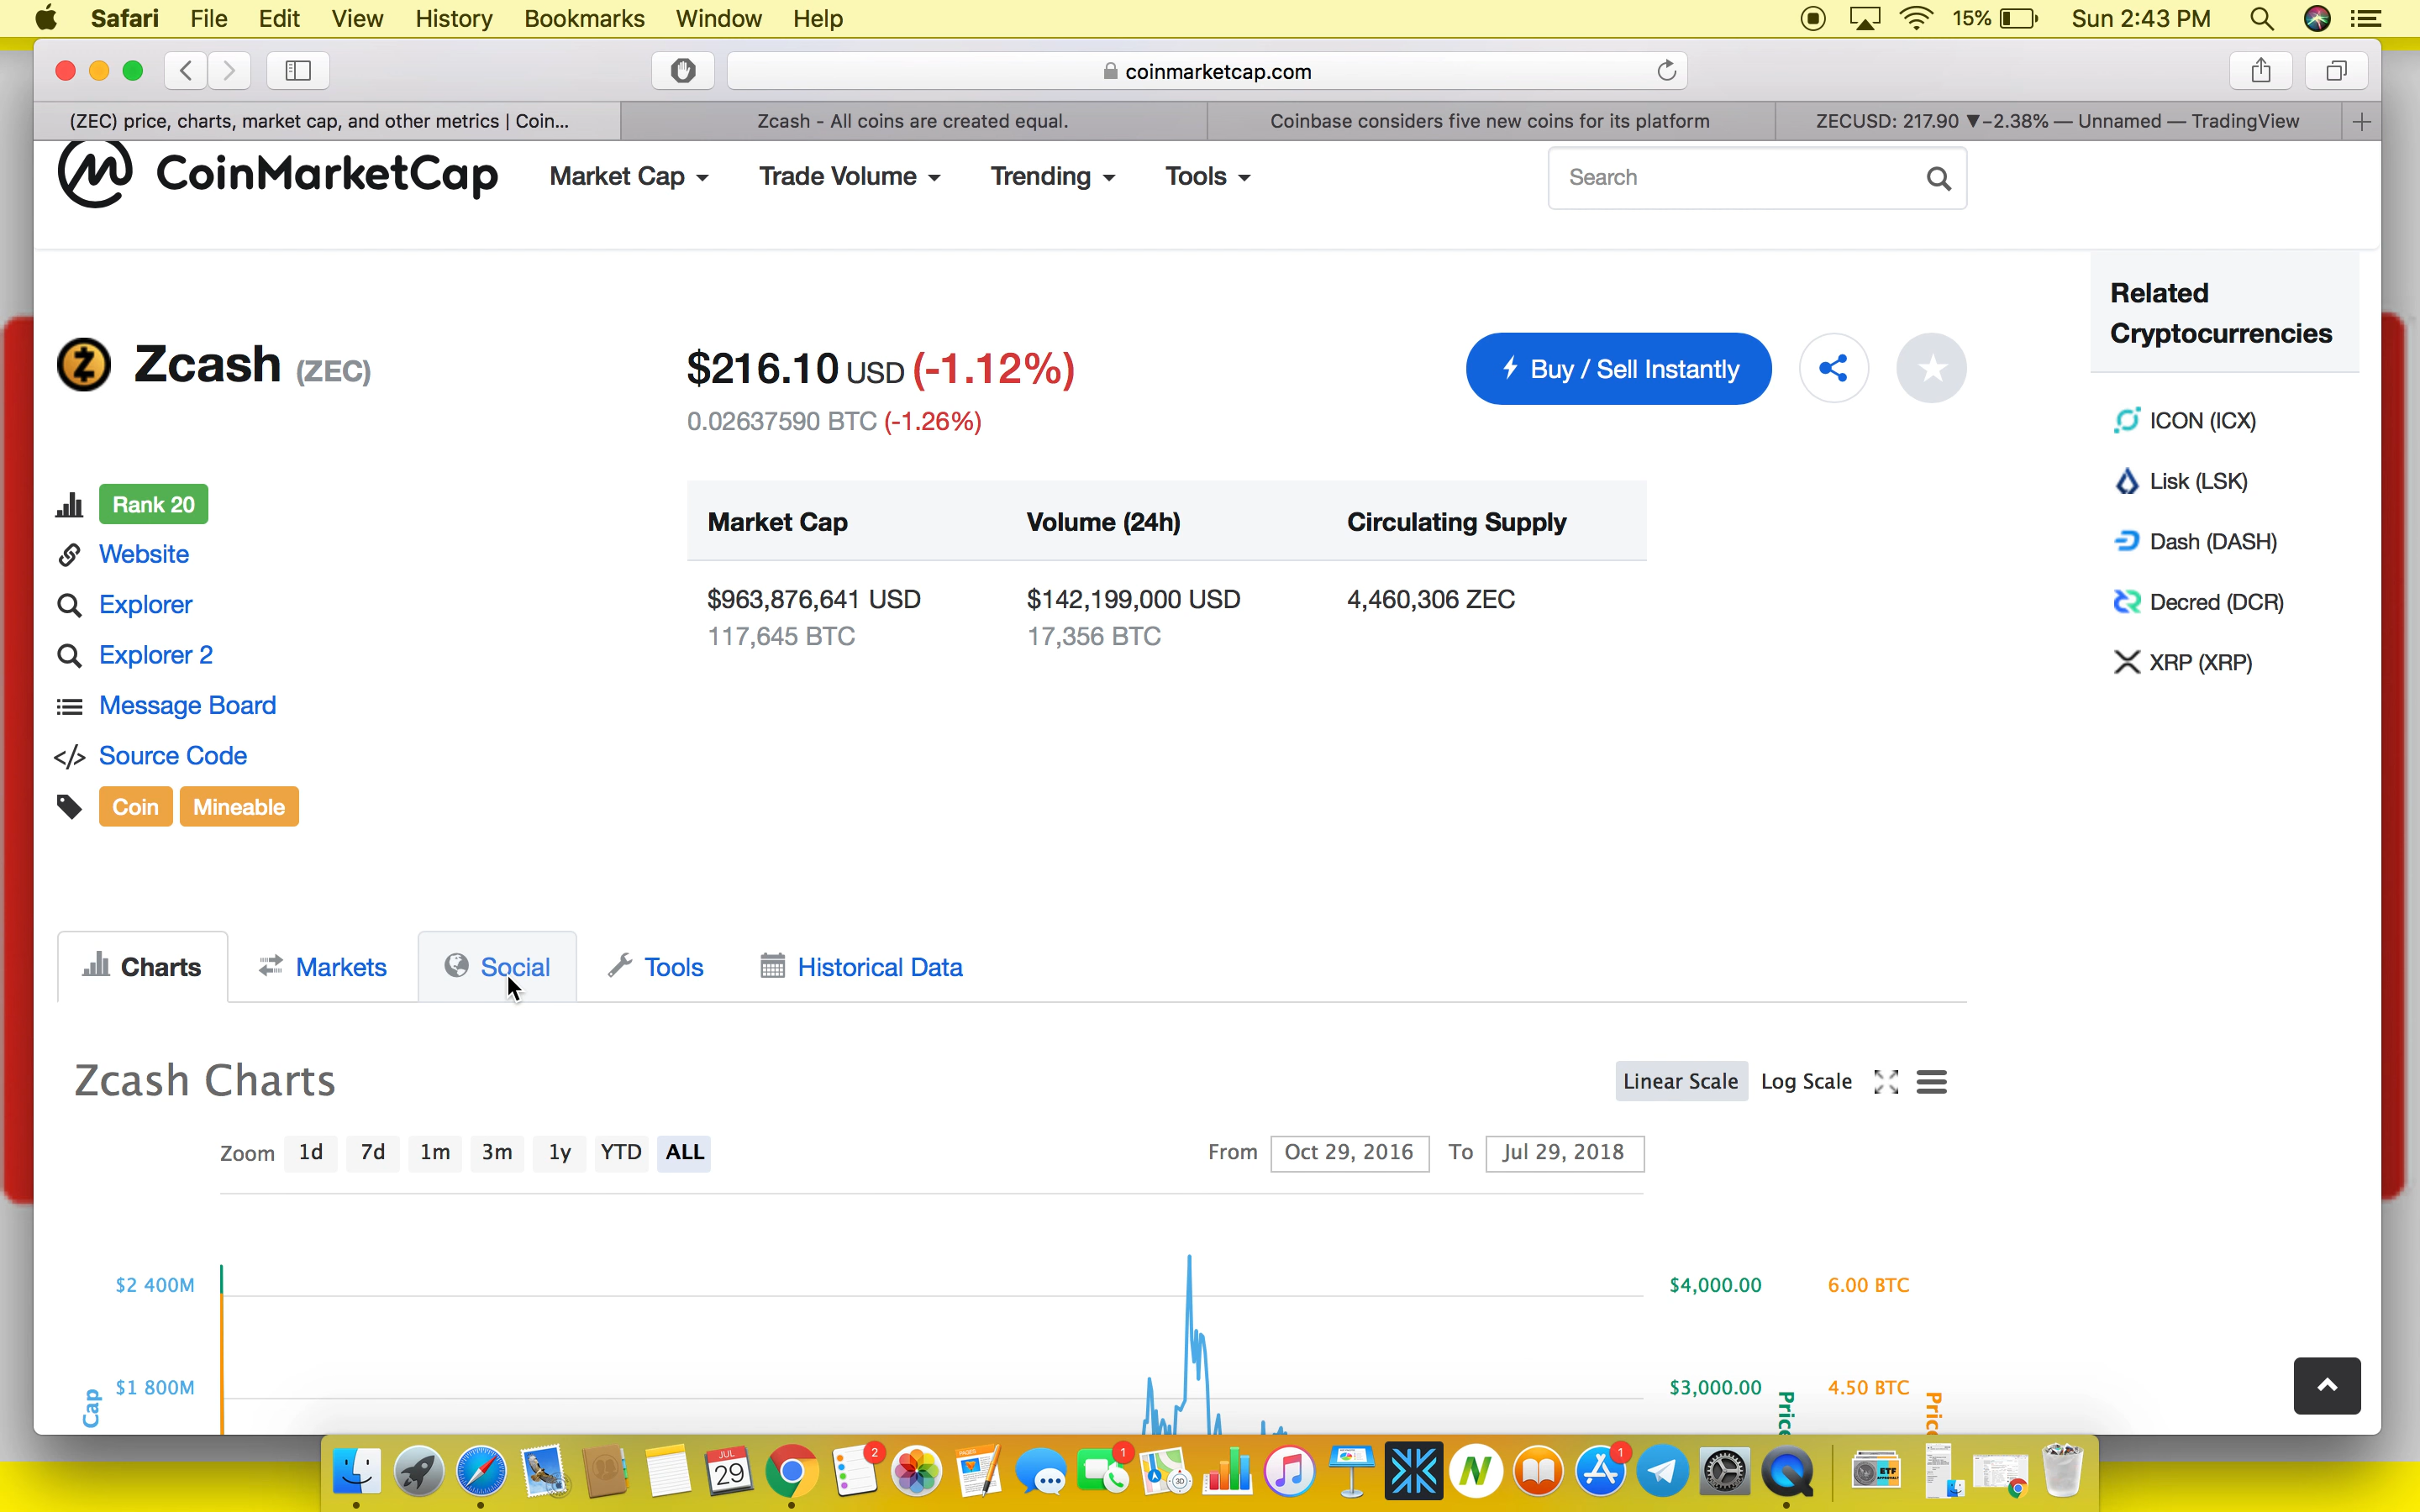 Safari File Edit View History Bookmarks Window Help 15% Sun 2:43 PM
coinmarketcap.com
(ZEC) price, charts, market cap, and other metrics | Coin... Zcash - All coins are created equal. Coinbase considers five new coins for its platform ZECUSD: 217.90 ▼-2.38% — Unnamed — TradingView
CoinMarketCap Market Cap Trade Volume Trending Tools Search
Related
Cryptocurrencies
Zcash (ZEC) $216.10 USD (-1.12%) Buy / Sell Instantly
0.02637590 BTC (-1.26%)
ICON (ICX)
Lisk (LSK)
Dash (DASH)
Decred (DCR)
XRP (XRP)
Rank 20
Website
Explorer
Explorer 2
Message Board
Source Code
Coin Mineable
Market Cap Volume (24h) Circulating Supply
$963,876,641 USD $142,199,000 USD 4,460,306 ZEC
117,645 BTC 17,356 BTC
Charts Markets Social Tools Historical Data
Zcash Charts Linear Scale Log Scale
Zoom 1d 7d 1m 3m 1y YTD ALL From Oct 29, 2016 To Jul 29, 2018
$2 400M $4,000.00 6.00 BTC
$1 800M $3,000.00 4.50 BTC
Cap Price Price
2 1 1
JUL
29
PAGES
3D
ETF